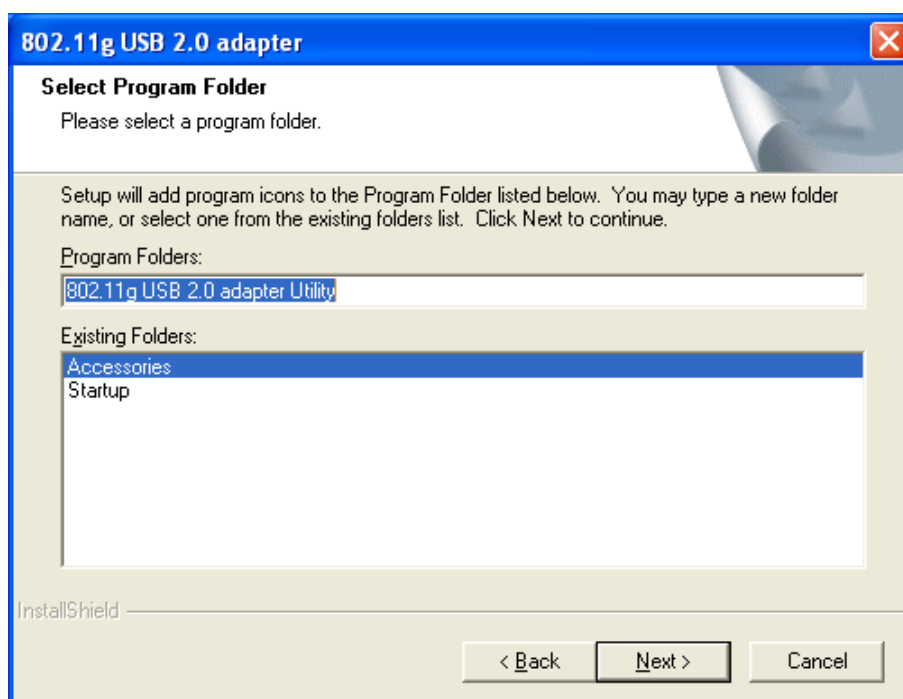 802.11g USB 2.0 adapter
Select Program Folder
Please select a program folder.
Setup will add program icons to the Program Folder listed below.  You may type a new folder
name, or select one from the existing folders list.  Click Next to continue.
Program Folders:
802.11g USB 2.0 adapter Utility
Existing Folders:
Accessories
Startup
InstallShield
< Back Next > Cancel